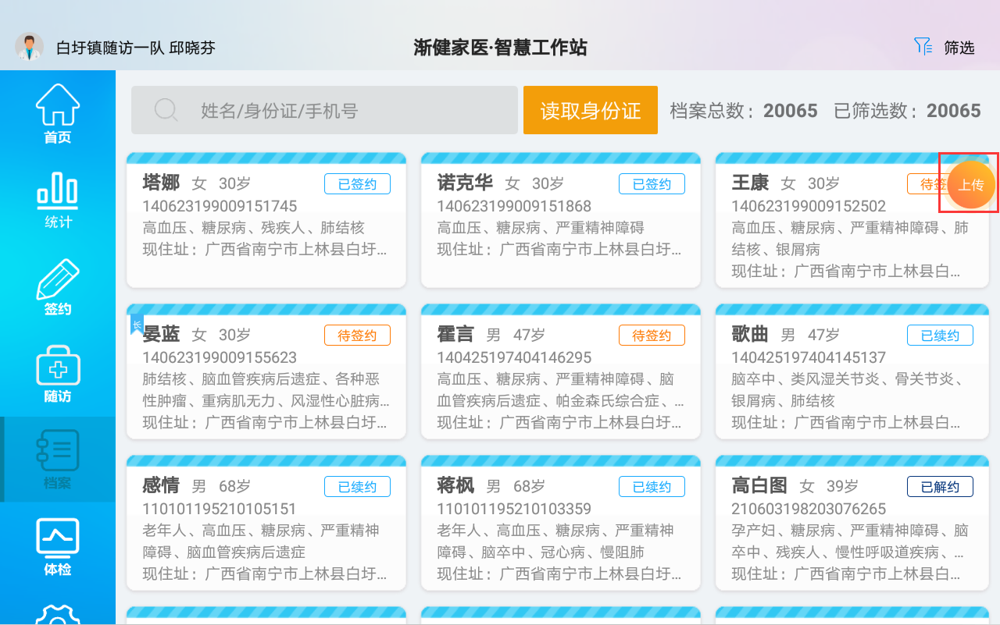 白圩镇随访一队 邱晓芬
渐健家医·智慧工作站
筛选
首页
统计
签约
随访
档案
体检
姓名/身份证/手机号
读取身份证
档案总数：20065
已筛选数：20065
塔娜 女 30岁 已签约
140623199009151745
高血压、糖尿病、残疾人、肺结核
现住址：广西省南宁市上林县白圩...
诺克华 女 30岁 已签约
140623199009151868
高血压、糖尿病、严重精神障碍
现住址：广西省南宁市上林县白圩...
王康 女 30岁 待签
上传
140623199009152502
高血压、糖尿病、严重精神障碍、肺
结核、银屑病
现住址：广西省南宁市上林县白...
长
晏蓝 女 30岁 待签约
140623199009155623
肺结核、脑血管疾病后遗症、各种恶
性肿瘤、重病肌无力、风湿性心脏病...
现住址：广西省南宁市上林县白圩...
霍言 男 47岁 待签约
140425197404146295
高血压、糖尿病、严重精神障碍、脑
血管疾病后遗症、帕金森氏综合症、...
现住址：广西省南宁市上林县白圩...
歌曲 男 47岁 已续约
140425197404145137
脑卒中、类风湿关节炎、骨关节炎、
银屑病、肺结核
现住址：广西省南宁市上林县白...
感情 男 68岁 已续约
110101195210105151
老年人、高血压、糖尿病、严重精神
障碍、脑血管疾病后遗症
现住址：广西省南宁市上林县白圩...
蒋枫 男 68岁 已续约
110101195210103359
老年人、高血压、糖尿病、严重精神
障碍、脑卒中、冠心病、慢阻肺
现住址：广西省南宁市上林县白圩...
高白图 女 39岁 已解约
210603198203076265
孕产妇、糖尿病、严重精神障碍、脑
卒中、残疾人、慢性呼吸道疾病、...
现住址：广西省南宁市上林县白...